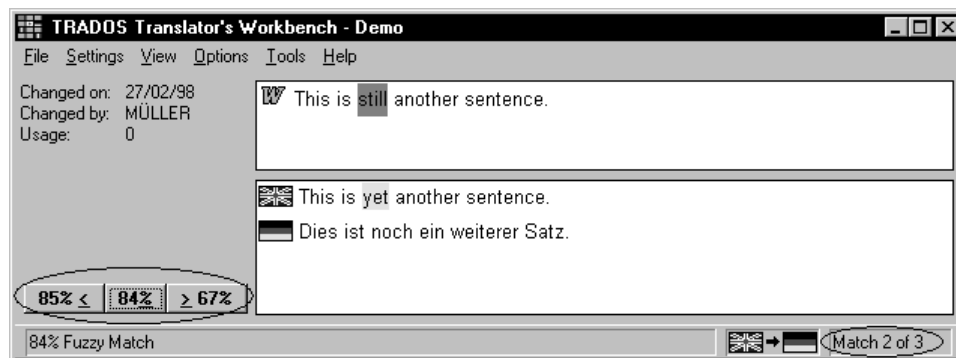 TRADOS Translator's Workbench - Demo
File Settings View Options Tools Help
Changed on: 27/02/98
Changed by: MÜLLER
Usage: 0
W This is still another sentence.
This is yet another sentence.
Dies ist noch ein weiterer Satz.
85% < 84% > 67%
84% Fuzzy Match
Match 2 of 3